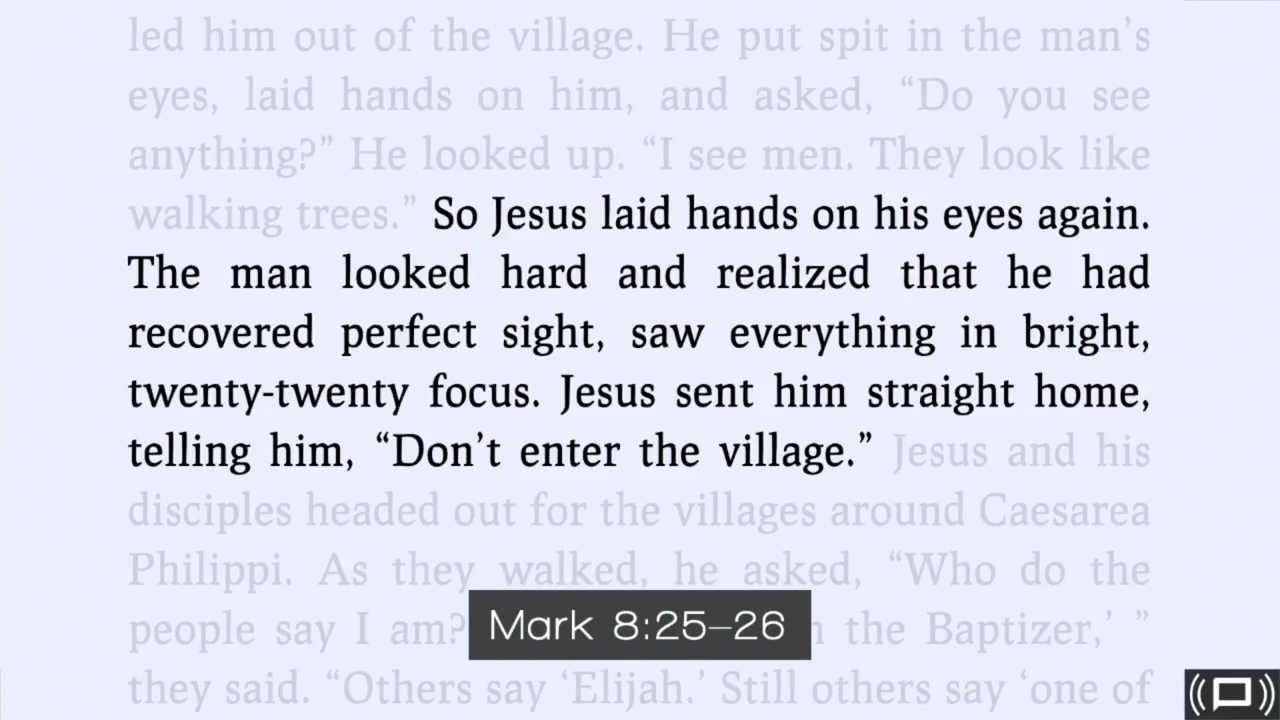 led him out of the village. He put spit in the man’s
eyes, laid hands on him, and asked, “Do you see
anything?” He looked up. “I see men. They look like
walking trees.” So Jesus laid hands on his eyes again.
The man looked hard and realized that he had
recovered perfect sight, saw everything in bright,
twenty-twenty focus. Jesus sent him straight home,
telling him, “Don’t enter the village.” Jesus and his
disciples headed out for the villages around Caesarea
Philippi. As they walked, he asked, “Who do the
people say I am? the Baptizer,’ ”
Mark 8:25–26
they said. “Others say ‘Elijah.’ Still others say ‘one of